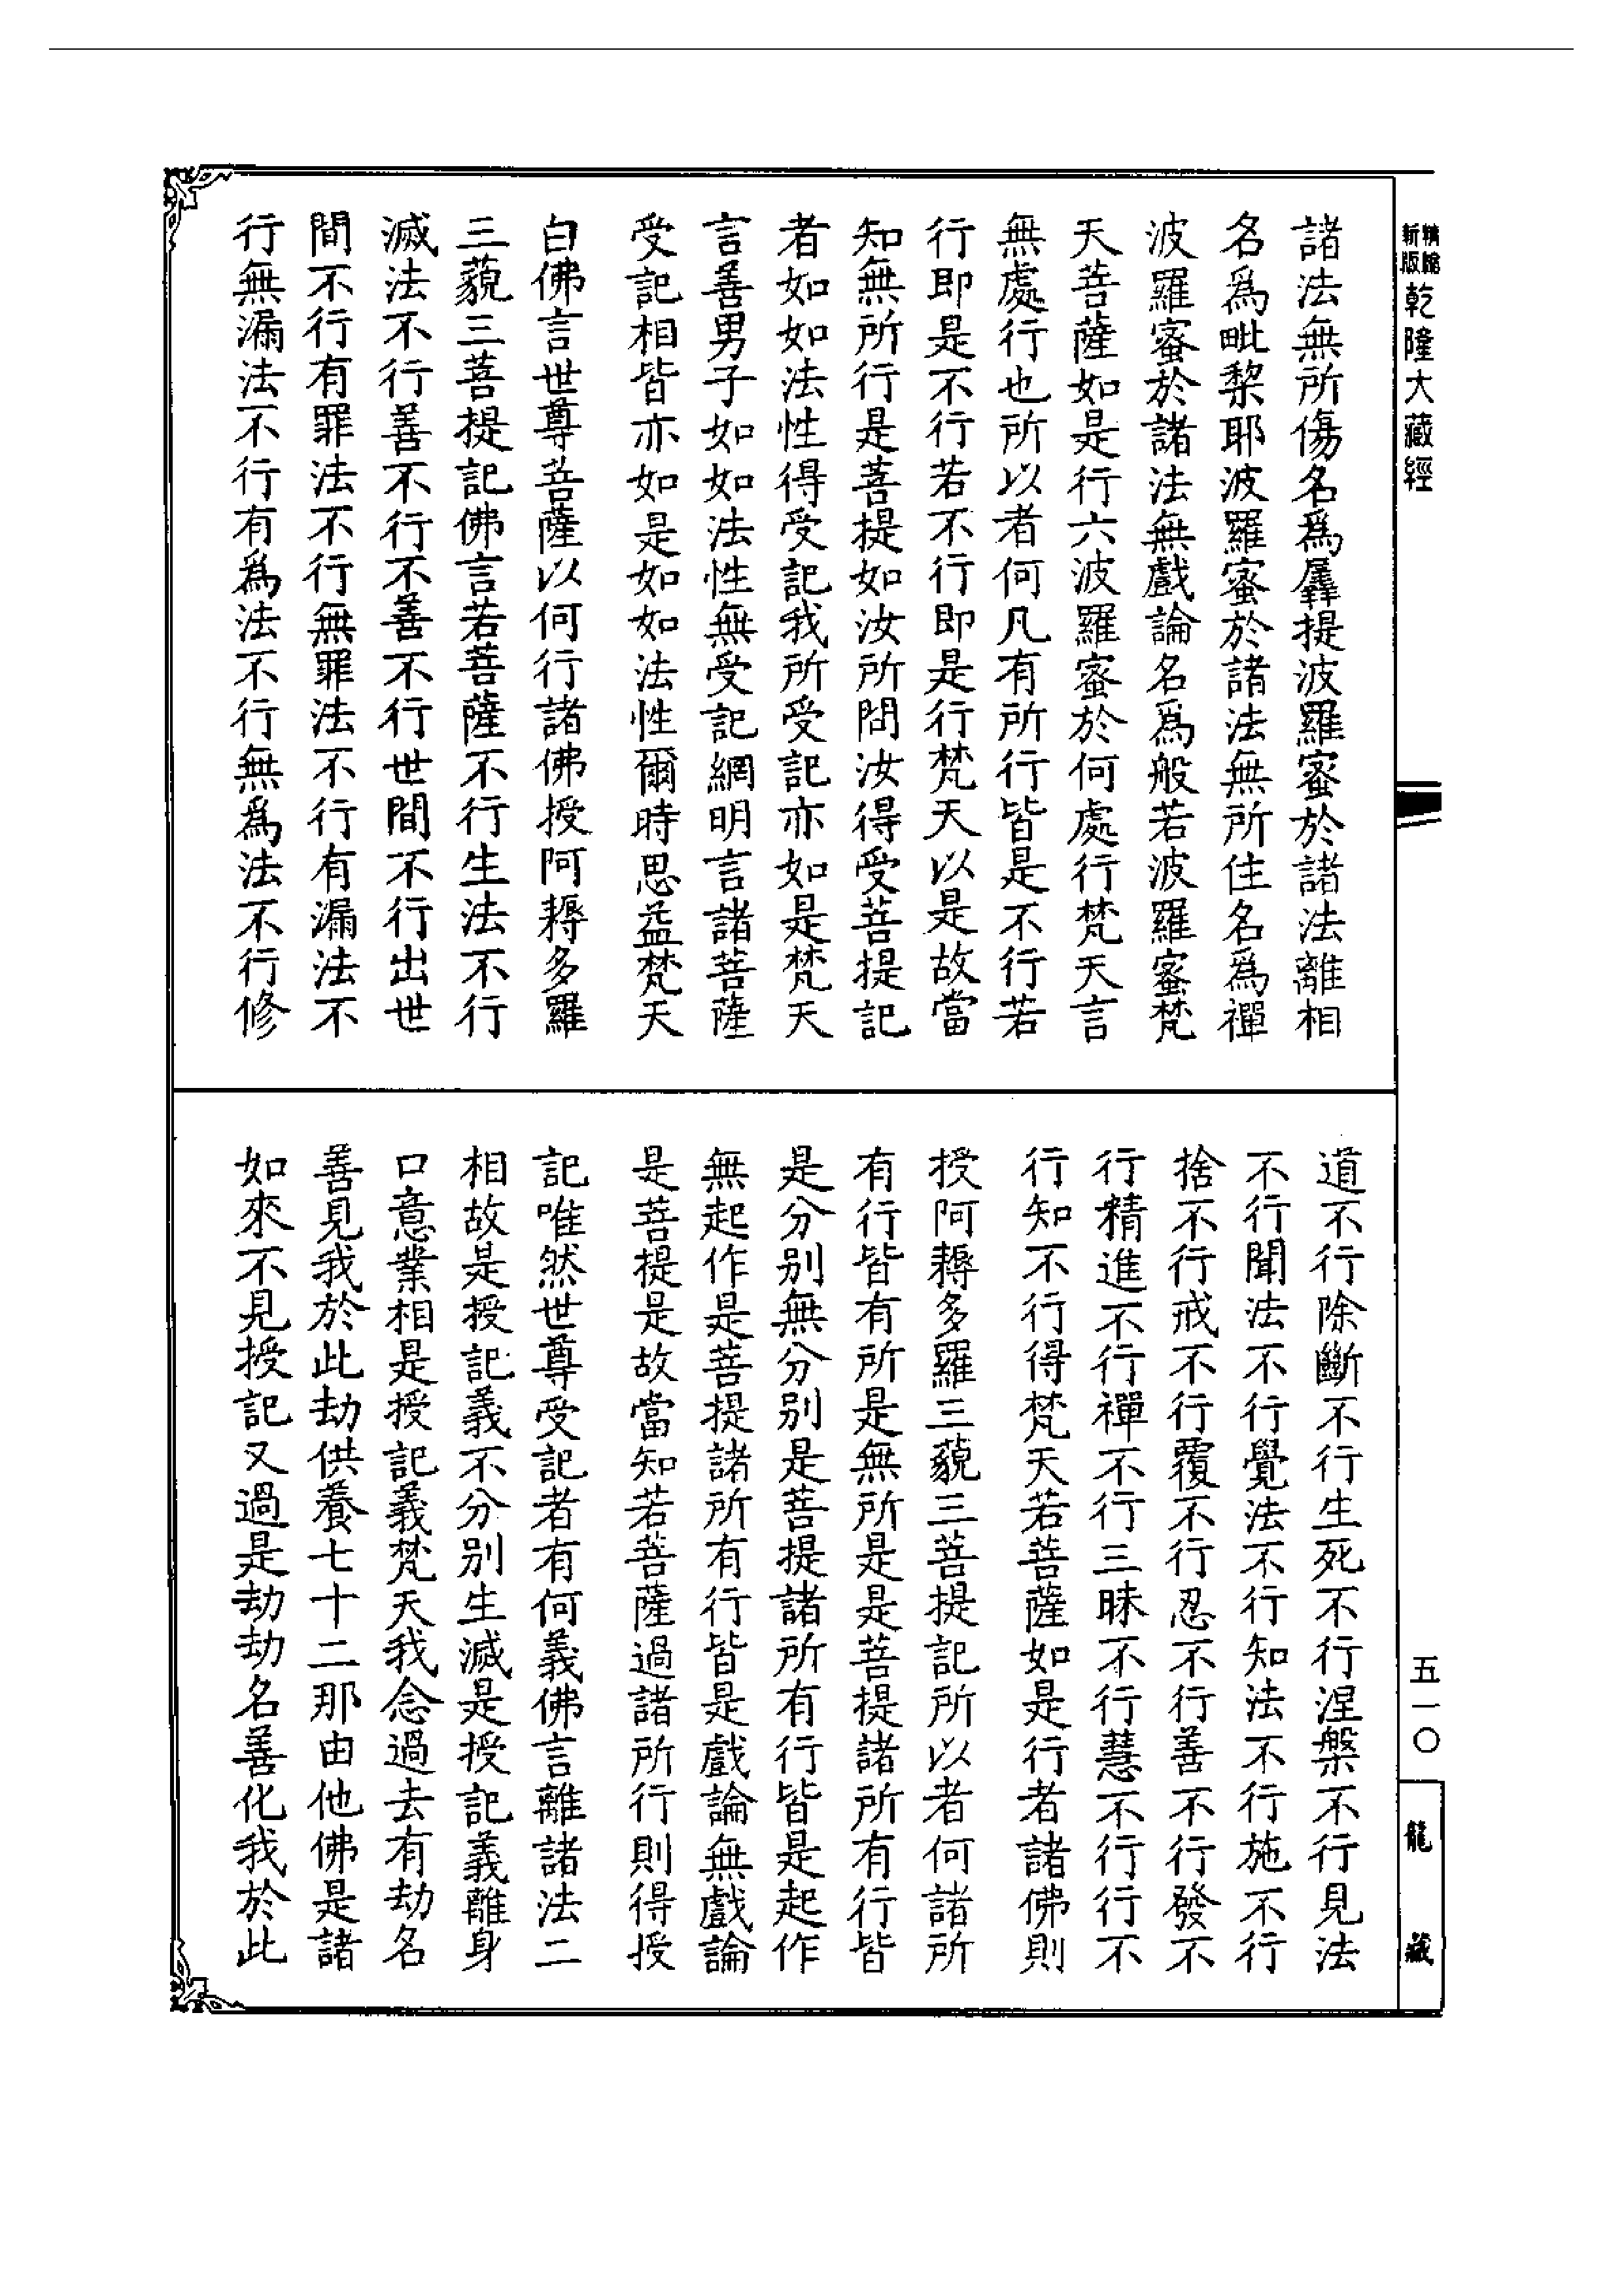 精縮新版乾隆大藏經
諸法無所傷名爲羼提波羅蜜於諸法離相
名爲毗棃耶波羅蜜於諸法無所住名爲禪
波羅蜜於諸法無戲論名爲般若波羅蜜梵
天菩薩如是行六波羅蜜於何處行梵天言
無處行也所以者何凡有所行皆是不行若
行即是不行若不行即是行梵天以是故當
知無所行是菩提如汝所問汝得受菩提記
者如如法性得受記我所受記亦如是梵天
言善男子如如法性無受記網明言諸菩薩
受記相皆亦如是如如法性爾時思益梵天
白佛言世尊菩薩以何行諸佛授阿耨多羅
三藐三菩提記佛言若菩薩不行生法不行
滅法不行善不行不善不行世間不行出世
間不行有罪法不行無罪法不行有漏法不
行無漏法不行有爲法不行無爲法不行修
道不行除斷不行生死不行涅槃不行見法
不行聞法不行覺法不行知法不行施不行
捨不行戒不行覆不行忍不行善不行發不
行精進不行禪不行三昧不行慧不行行不
行知不行得梵天若菩薩如是行者諸佛則
授阿耨多羅三藐三菩提記所以者何諸所
有行皆有所是無所是是菩提諸所有行皆
是分別無分別是菩提諸所有行皆是起作
無起作是菩提諸所有行皆是戲論無戲論
是菩提是故當知若菩薩過諸所行則得授
記唯然世尊受記者有何義佛言離諸法二
相故是授記義不分別生滅是授記義離身
口意業相是授記義梵天我念過去有劫名
善見我於此劫供養七十二那由他佛是諸
如來不見授記又過是劫劫名善化我於此
五一〇
龍藏